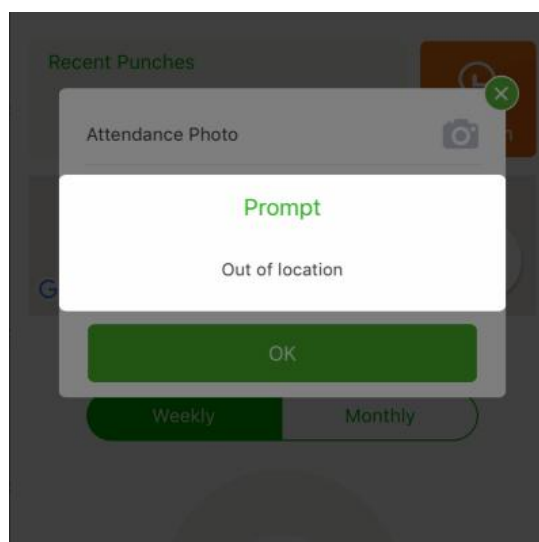 Recent Punches
Attendance Photo
Prompt
Out of location
OK
Weekly
Monthly